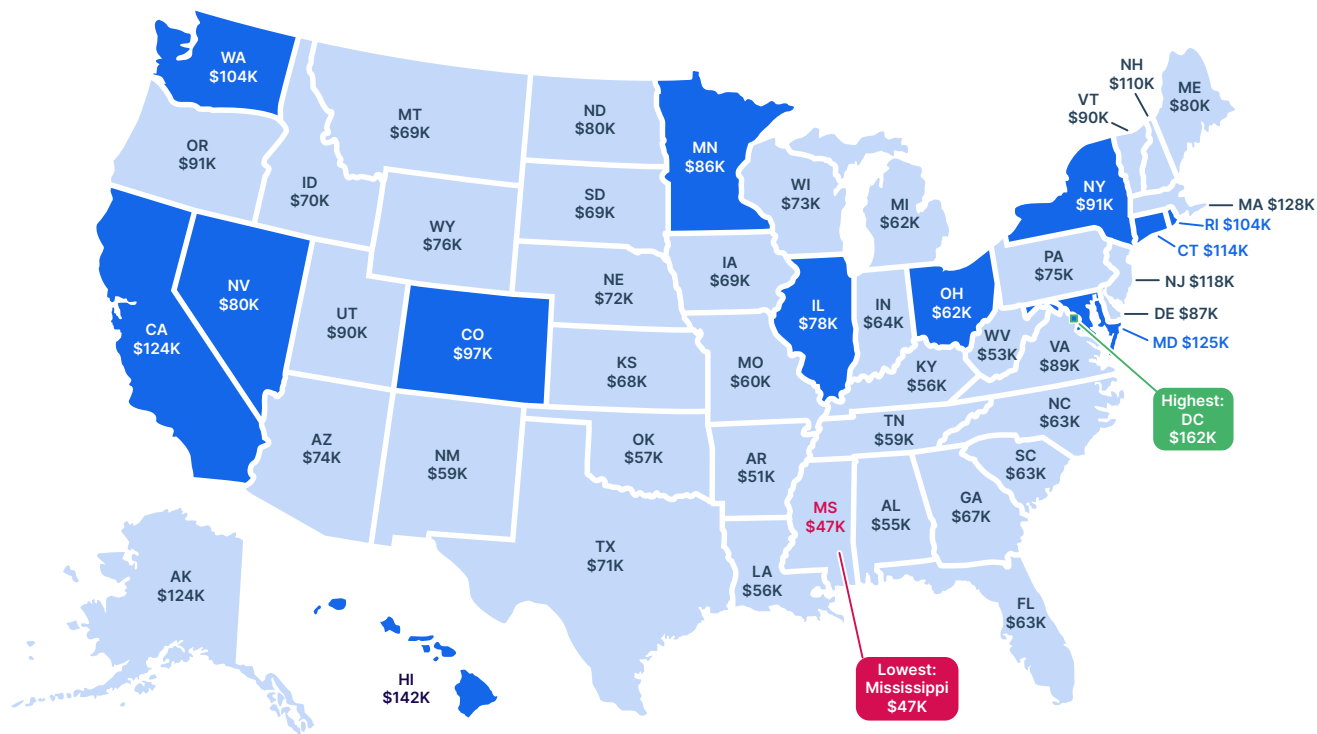 WA
$104K
OR
$91K
CA
$124K
NV
$80K
ID
$70K
MT
$69K
WY
$76K
UT
$90K
CO
$97K
AZ
$74K
NM
$59K
ND
$80K
SD
$69K
NE
$72K
KS
$68K
OK
$57K
TX
$71K
MN
$86K
IA
$69K
MO
$60K
AR
$51K
LA
$56K
WI
$73K
IL
$78K
MI
$62K
IN
$64K
OH
$62K
KY
$56K
TN
$59K
MS
$47K
AL
$55K
GA
$67K
FL
$63K
SC
$63K
NC
$63K
VA
$89K
WV
$53K
PA
$75K
NY
$91K
VT
$90K
NH
$110K
ME
$80K
MA $128K
RI $104K
CT $114K
NJ $118K
DE $87K
MD $125K
Highest:
DC
$162K
Lowest:
Mississippi
$47K
AK
$124K
HI
$142K